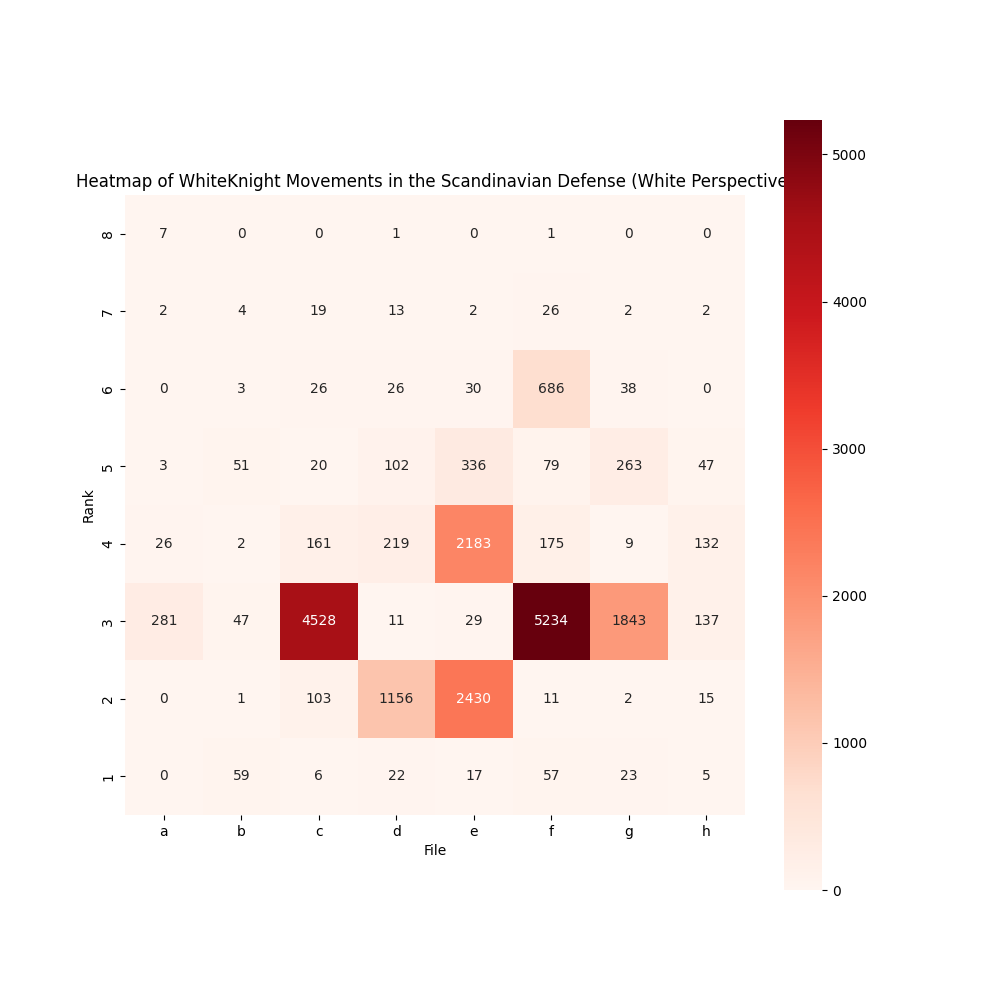 Heatmap of WhiteKnight Movements in the Scandinavian Defense (White Perspective
5000
8 7 0 0 1 0 1 0 0
7 2 4 19 13 2 26 2 2
4000
6 0 3 26 26 30 686 38 0
5 3 51 20 102 336 79 263 47
3000
Rank
4 26 2 161 219 2183 175 9 132
2000
3 281 47 4528 11 29 5234 1843 137
2 0 1 103 1156 2430 11 2 15
1000
1 0 59 6 22 17 57 23 5
a b c d e f g h
File
0